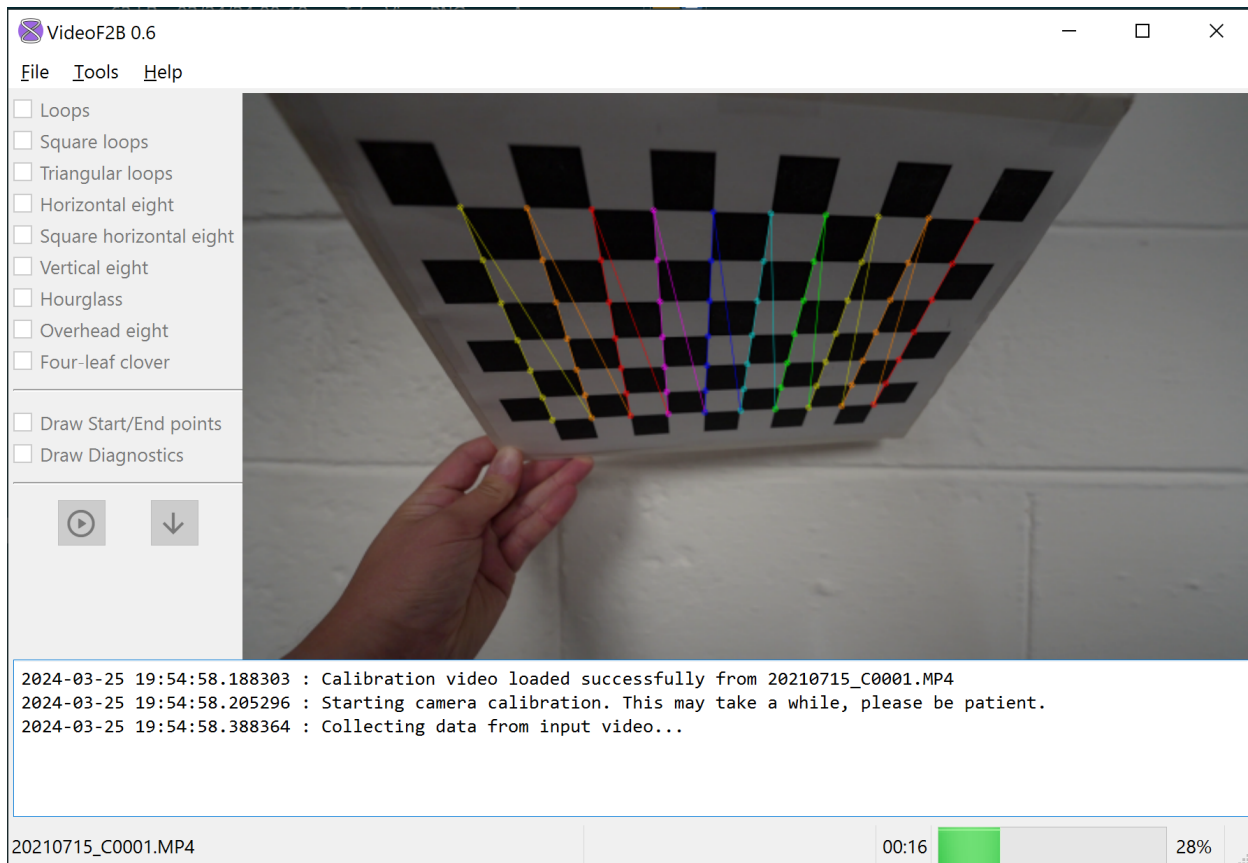 VideoF2B 0.6
File Tools Help
Loops
Square loops
Triangular loops
Horizontal eight
Square horizontal eight
Vertical eight
Hourglass
Overhead eight
Four-leaf clover
Draw Start/End points
Draw Diagnostics
2024-03-25 19:54:58.188303 : Calibration video loaded successfully from 20210715_C0001.MP4
2024-03-25 19:54:58.205296 : Starting camera calibration. This may take a while, please be patient.
2024-03-25 19:54:58.388364 : Collecting data from input video...
20210715_C0001.MP4 00:16 28%